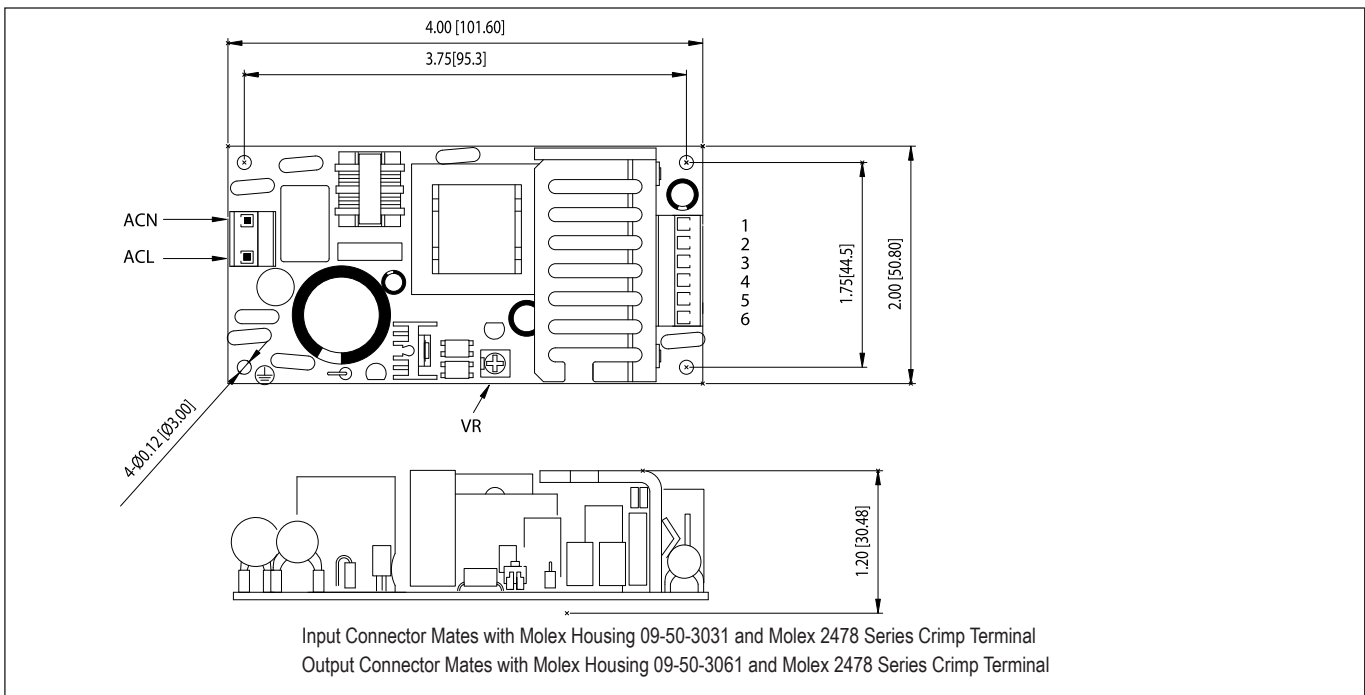 4.00 [101.60]
3.75[95.3]
ACN
ACL
1
2
3
4
5
6
1.75[44.5]
2.00 [50.80]
4-Ø0.12 [Ø3.00]
VR
1.20 [30.48]
Input Connector Mates with Molex Housing 09-50-3031 and Molex 2478 Series Crimp Terminal
Output Connector Mates with Molex Housing 09-50-3061 and Molex 2478 Series Crimp Terminal